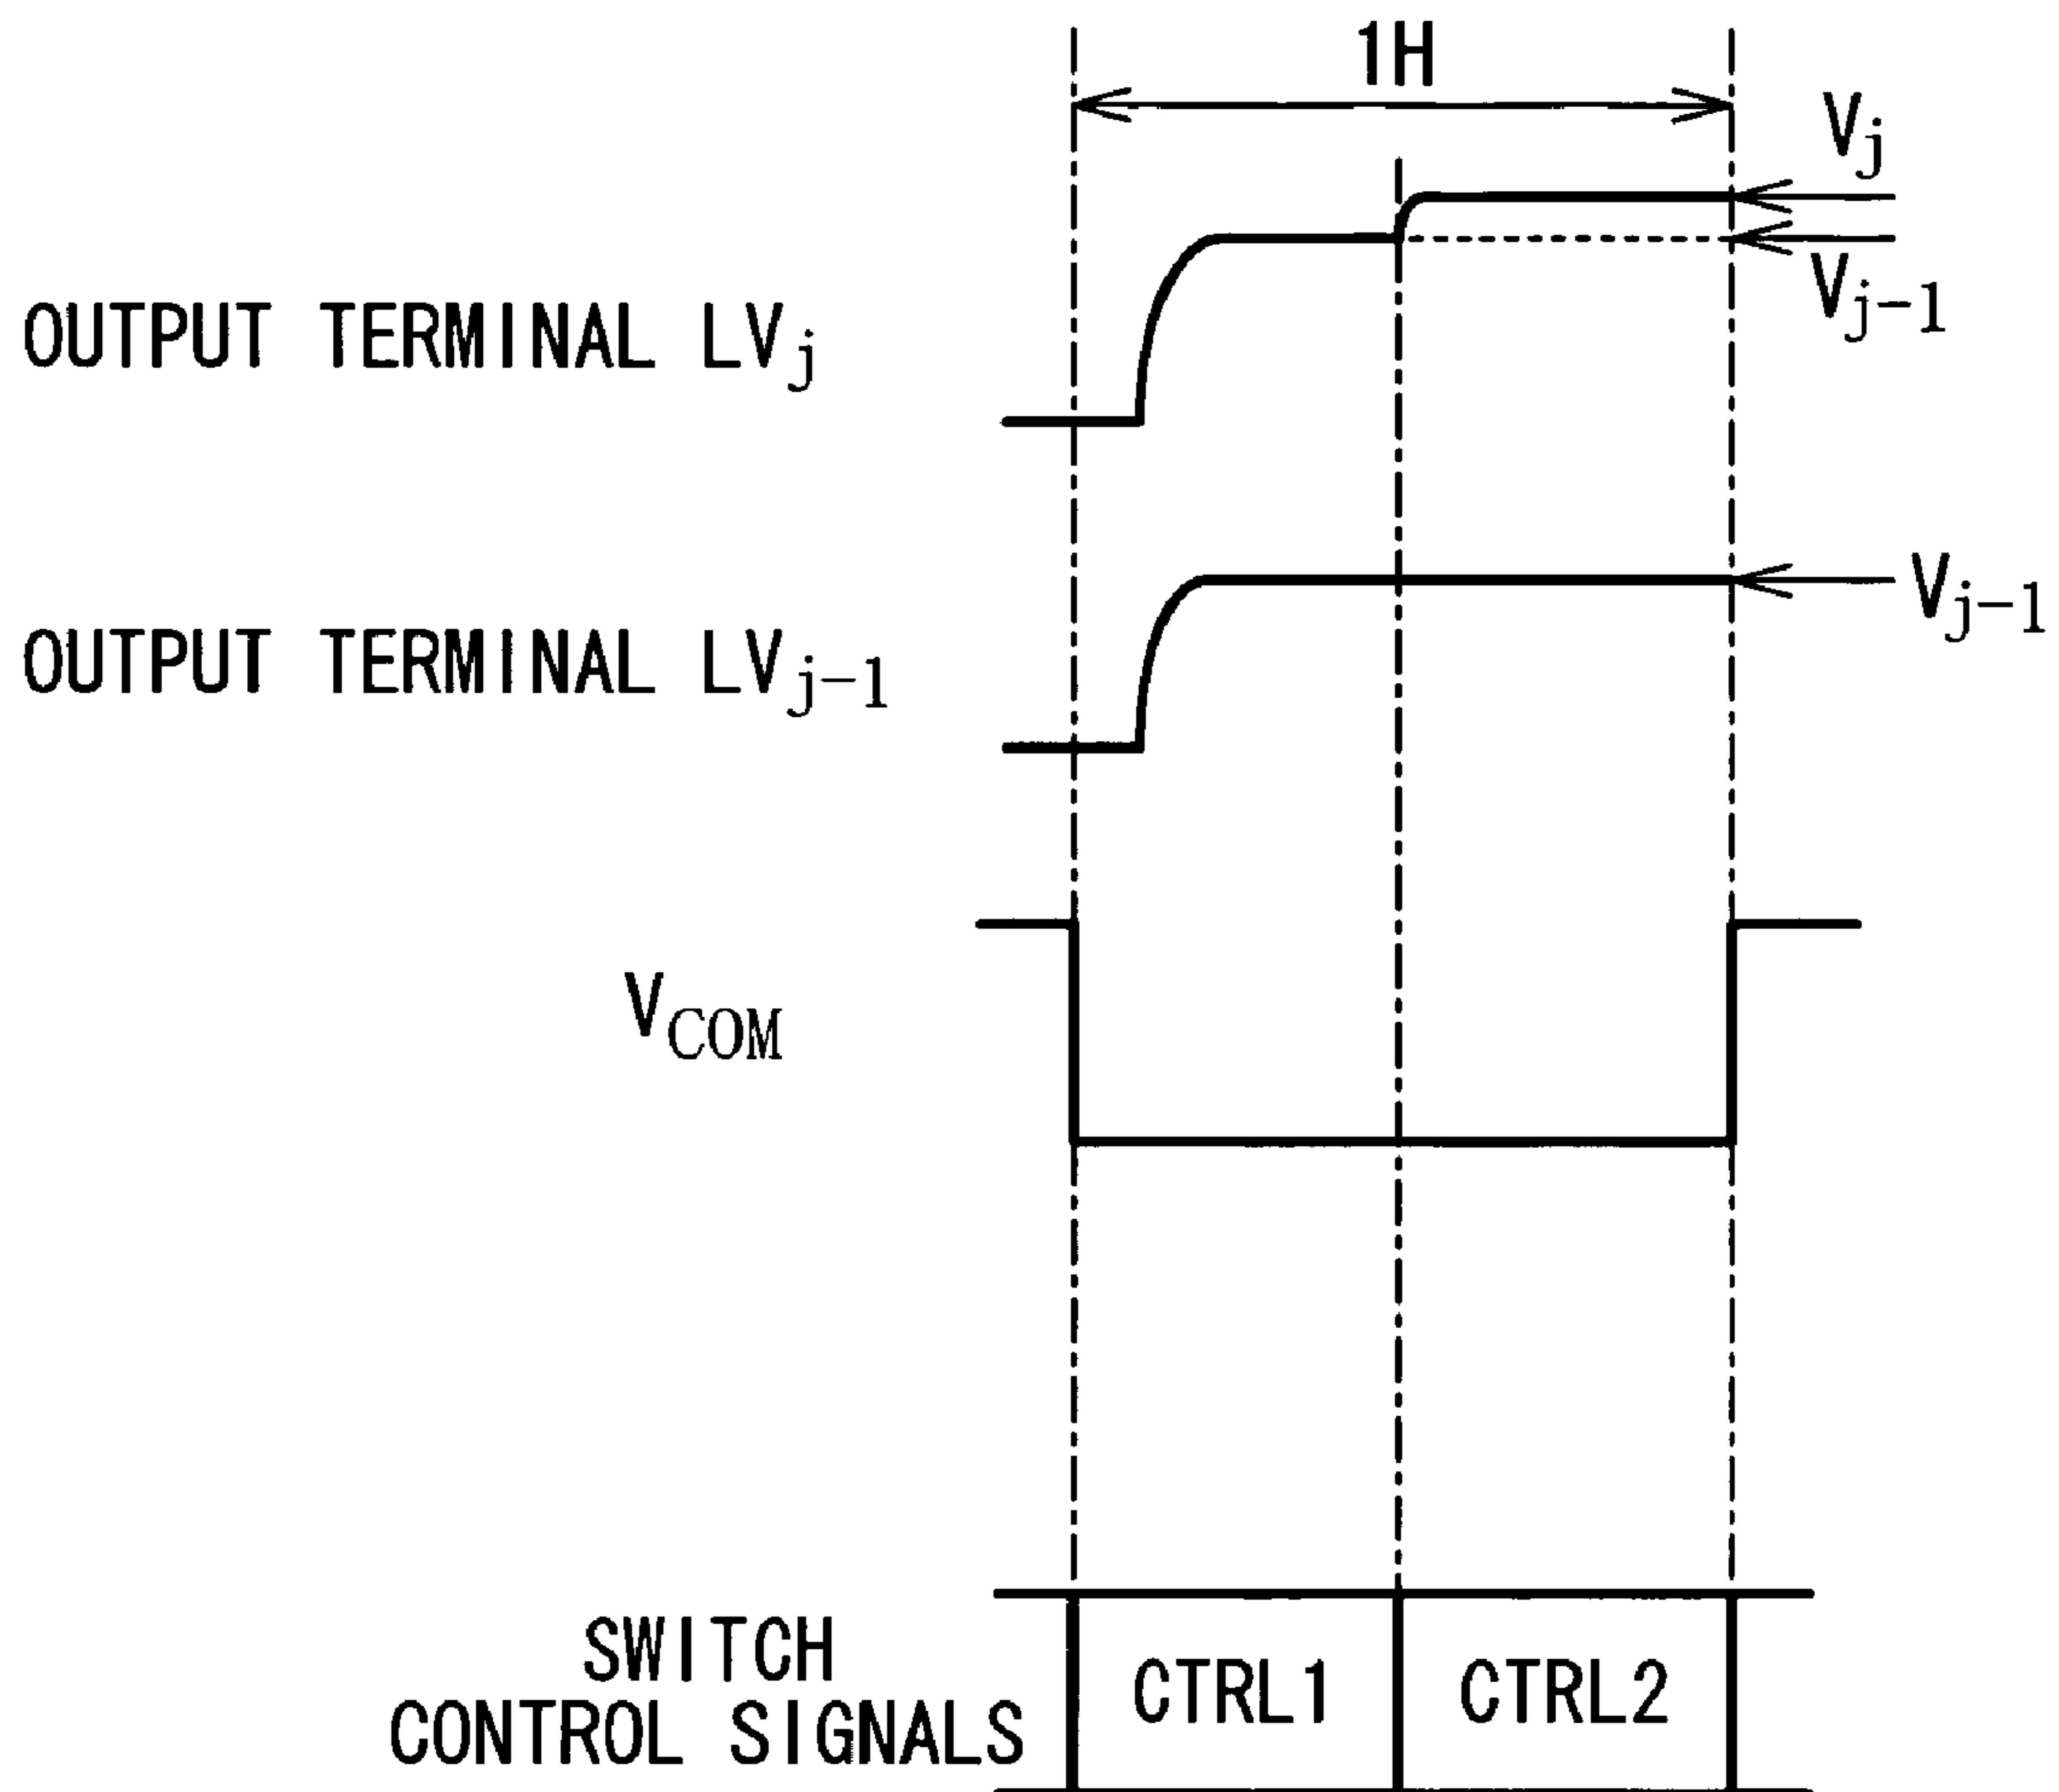 1H
Vj
Vj-1
OUTPUT TERMINAL LVj
Vj-1
OUTPUT TERMINAL LVj-1
VCOM
SWITCH
CONTROL SIGNALS
CTRL1
CTRL2